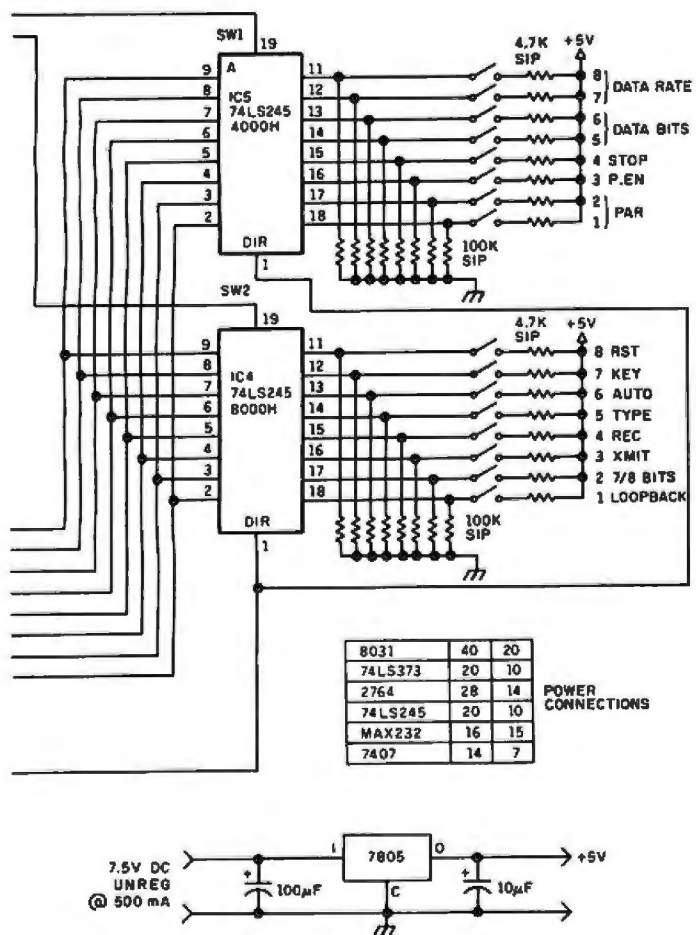 SW1
19
4.7K
SIP
+5V
9 A 11 8
8 IC5 12 7
DATA RATE
7 74LS245 13 6
6 4000H 14 5
DATA BITS
5 15 4 STOP
4 16 3 P.EN
3 17 2
2 18 1
PAR
DIR
1
100K
SIP
SW2
19
4.7K
SIP
+5V
9 11 8 RST
8 IC4 12 7 KEY
7 74LS245 13 6 AUTO
6 8000H 14 5 TYPE
5 15 4 REC
4 16 3 XMIT
3 17 2 7/8 BITS
2 18 1 LOOPBACK
DIR
1
100K
SIP
8031 40 20
74LS373 20 10
2764 28 14
74LS245 20 10
MAX232 16 15
7407 14 7
POWER
CONNECTIONS
7.5V DC
UNREG
@ 500 mA
+
100µF
I 7805 O
C
+
10µF
+5V